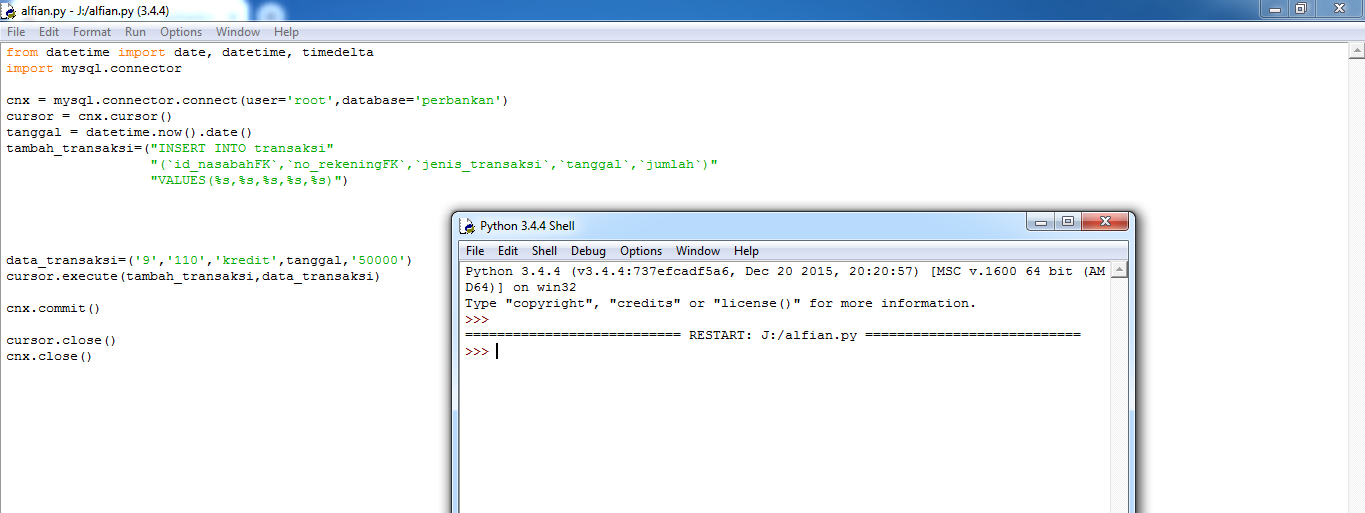 alfian.py - J:/alfian.py (3.4.4)
File Edit Format Run Options Window Help
from datetime import date, datetime, timedelta
import mysql.connector
cnx = mysql.connector.connect(user='root',database='perbankan')
cursor = cnx.cursor()
tanggal = datetime.now().date()
tambah_transaksi=("INSERT INTO transaksi"
"(`id_nasabahFK`,`no_rekeningFK`,`jenis_transaksi`,`tanggal`,`jumlah`)"
"VALUES(%s,%s,%s,%s,%s)")
data_transaksi=('9','110','kredit',tanggal,'50000')
cursor.execute(tambah_transaksi,data_transaksi)
cnx.commit()
cursor.close()
cnx.close()
Python 3.4.4 Shell
File Edit Shell Debug Options Window Help
Python 3.4.4 (v3.4.4:737efcadf5a6, Dec 20 2015, 20:20:57) [MSC v.1600 64 bit (AM
D64)] on win32
Type "copyright", "credits" or "license()" for more information.
>>>
=========================== RESTART: J:/alfian.py ===========================
>>>